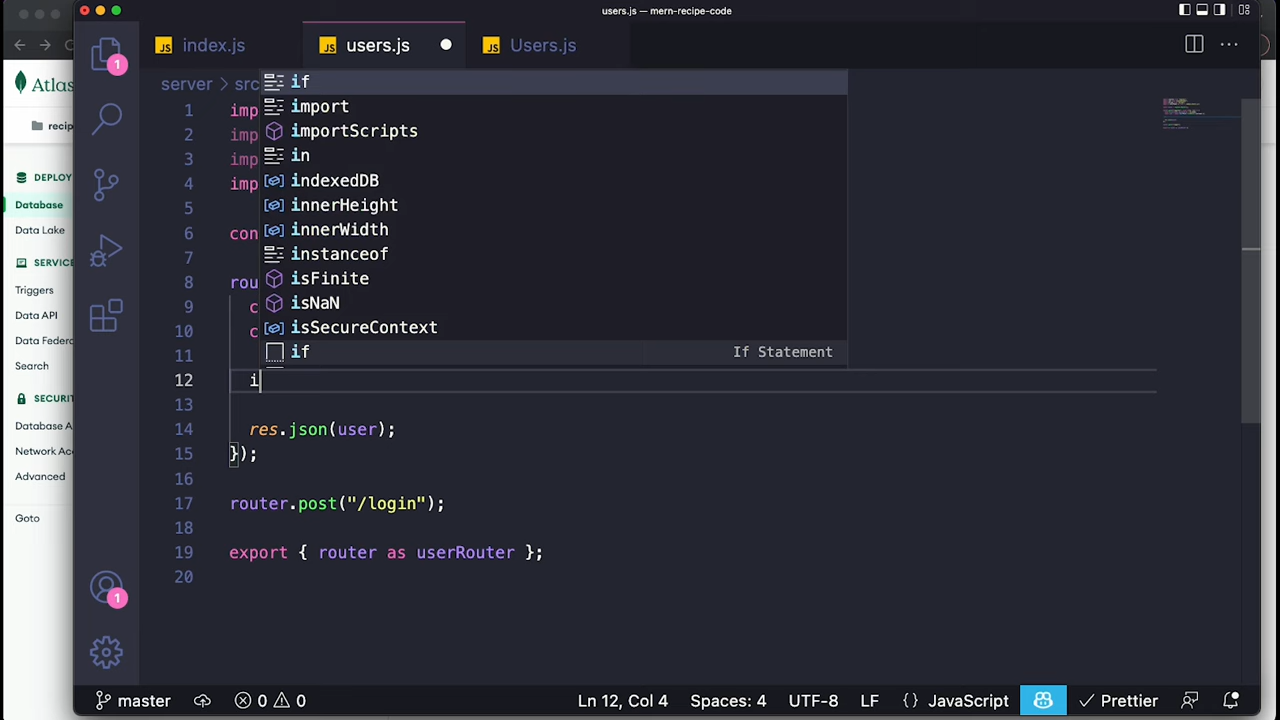 users.js — mern-recipe-code
index.js
users.js
Users.js
server > src
Atlas
recip
DEPLOY
Database
Data Lake
SERVICE
Triggers
Data API
Data Federa
Search
SECURIT
Database A
Network Acc
Advanced
Goto
1
1
1 imp
2 imp
3 imp
4 imp
5
6 con
7
8 rou
9 c
10 c
11
12 i
13
14 res.json(user);
15 });
16
17 router.post("/login");
18
19 export { router as userRouter };
20
if
import
importScripts
in
indexedDB
innerHeight
innerWidth
instanceof
isFinite
isNaN
isSecureContext
if If Statement
master 0 0 Ln 12, Col 4 Spaces: 4 UTF-8 LF {} JavaScript Prettier